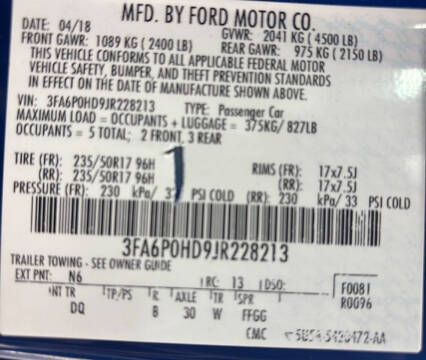 MFD. BY FORD MOTOR CO.
DATE: 04/18 GVWR: 2041 KG (4500 LB)
FRONT GAWR: 1089 KG (2400 LB) REAR GAWR: 975 KG (2150 LB)
THIS VEHICLE CONFORMS TO ALL APPLICABLE FEDERAL MOTOR
VEHICLE SAFETY, BUMPER, AND THEFT PREVENTION STANDARDS
IN EFFECT ON THE DATE OF MANUFACTURE SHOWN ABOVE.
VIN: 3FA6P0HD9JR228213 TYPE: Passenger Car
MAXIMUM LOAD = OCCUPANTS + LUGGAGE = 375KG/ 827LB
OCCUPANTS = 5 TOTAL; 2 FRONT, 3 REAR
TIRE (FR): 235/50R17 96H RIMS (FR): 17x7.5J
(RR): 235/50R17 96H (RR): 17x7.5J
PRESSURE (FR): 230 kPa/ 33 PSI COLD (RR): 230 kPa/ 33 PSI COLD
3FA6P0HD9JR228213
TRAILER TOWING - SEE OWNER GUIDE
EXT PNT: N6 RC: 13 DSO: F0081
INT TR TP/PS R AXLE TR SPR R0096
DQ B 30 W FFGG
CMC